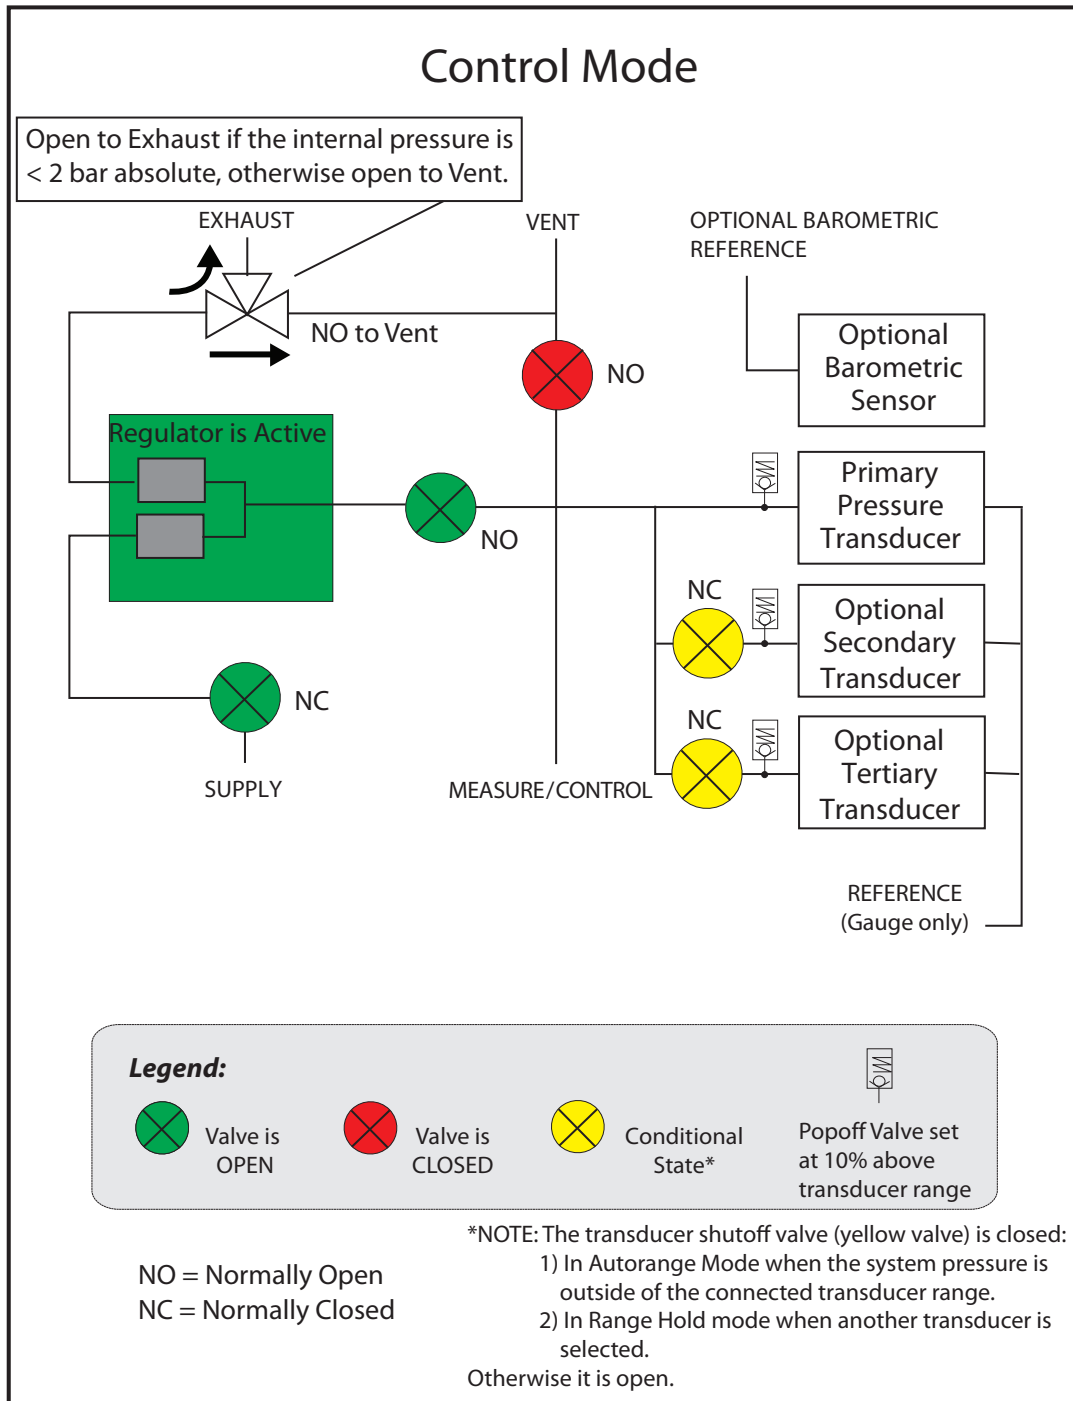 Control Mode
Open to Exhaust if the internal pressure is
< 2 bar absolute, otherwise open to Vent.
EXHAUST
VENT
OPTIONAL BAROMETRIC
REFERENCE
NO to Vent
NO
Optional
Barometric
Sensor
Regulator is Active
NO
Primary
Pressure
Transducer
NC
Optional
Secondary
Transducer
NC
SUPPLY
MEASURE/CONTROL
NC
Optional
Tertiary
Transducer
REFERENCE
(Gauge only)
Legend:
Valve is
OPEN
Valve is
CLOSED
Conditional
State*
Popoff Valve set
at 10% above
transducer range
NO = Normally Open
NC = Normally Closed
*NOTE: The transducer shutoff valve (yellow valve) is closed:
1) In Autorange Mode when the system pressure is
outside of the connected transducer range.
2) In Range Hold mode when another transducer is
selected.
Otherwise it is open.